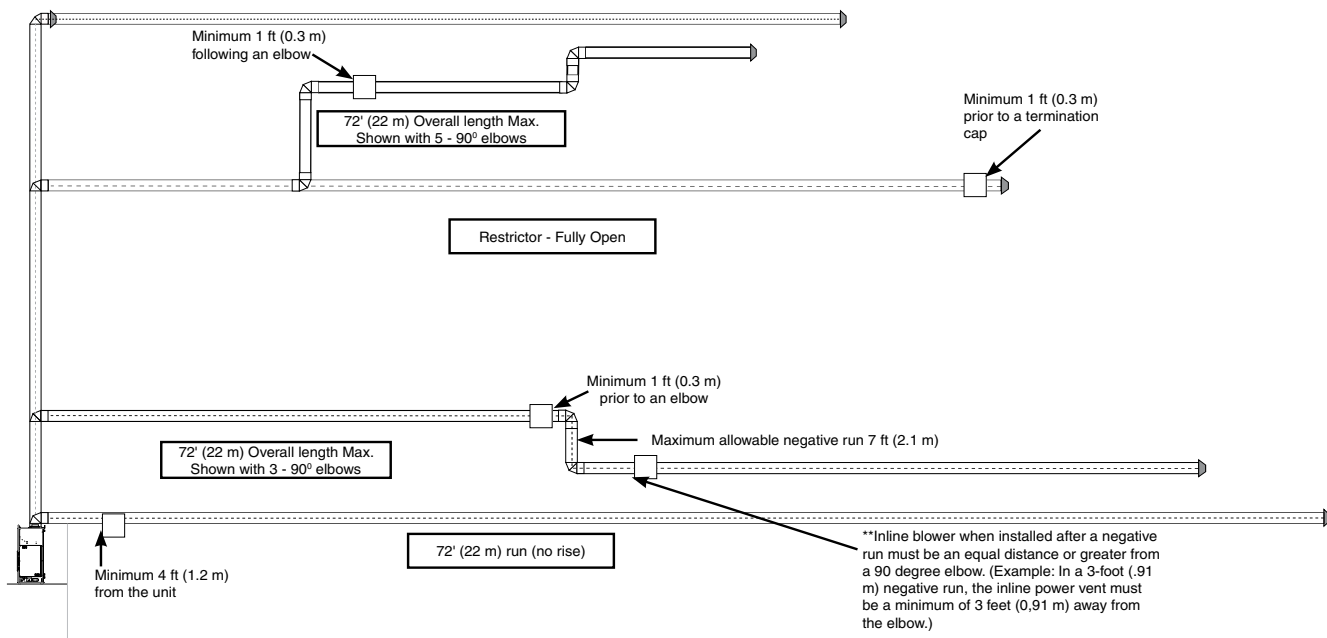 Minimum 1 ft (0.3 m)
following an elbow
72' (22 m) Overall length Max.
Shown with 5 - 90⁰ elbows
Minimum 1 ft (0.3 m)
prior to a termination
cap
Restrictor - Fully Open
Minimum 1 ft (0.3 m)
prior to an elbow
Maximum allowable negative run 7 ft (2.1 m)
72' (22 m) Overall length Max.
Shown with 3 - 90⁰ elbows
72' (22 m) run (no rise)
Minimum 4 ft (1.2 m)
from the unit
**Inline blower when installed after a negative
run must be an equal distance or greater from
a 90 degree elbow. (Example: In a 3-foot (.91
m) negative run, the inline power vent must
be a minimum of 3 feet (0,91 m) away from
the elbow.)